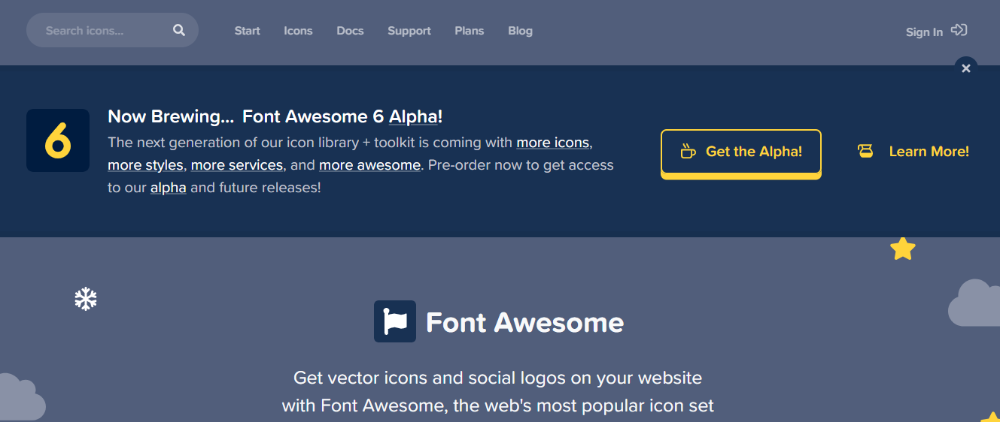 Search icons...
Start Icons Docs Support Plans Blog
Sign In
6
Now Brewing... Font Awesome 6 Alpha!
The next generation of our icon library + toolkit is coming with more icons,
more styles, more services, and more awesome. Pre-order now to get access
to our alpha and future releases!
Get the Alpha!
Learn More!
Font Awesome
Get vector icons and social logos on your website
with Font Awesome, the web's most popular icon set